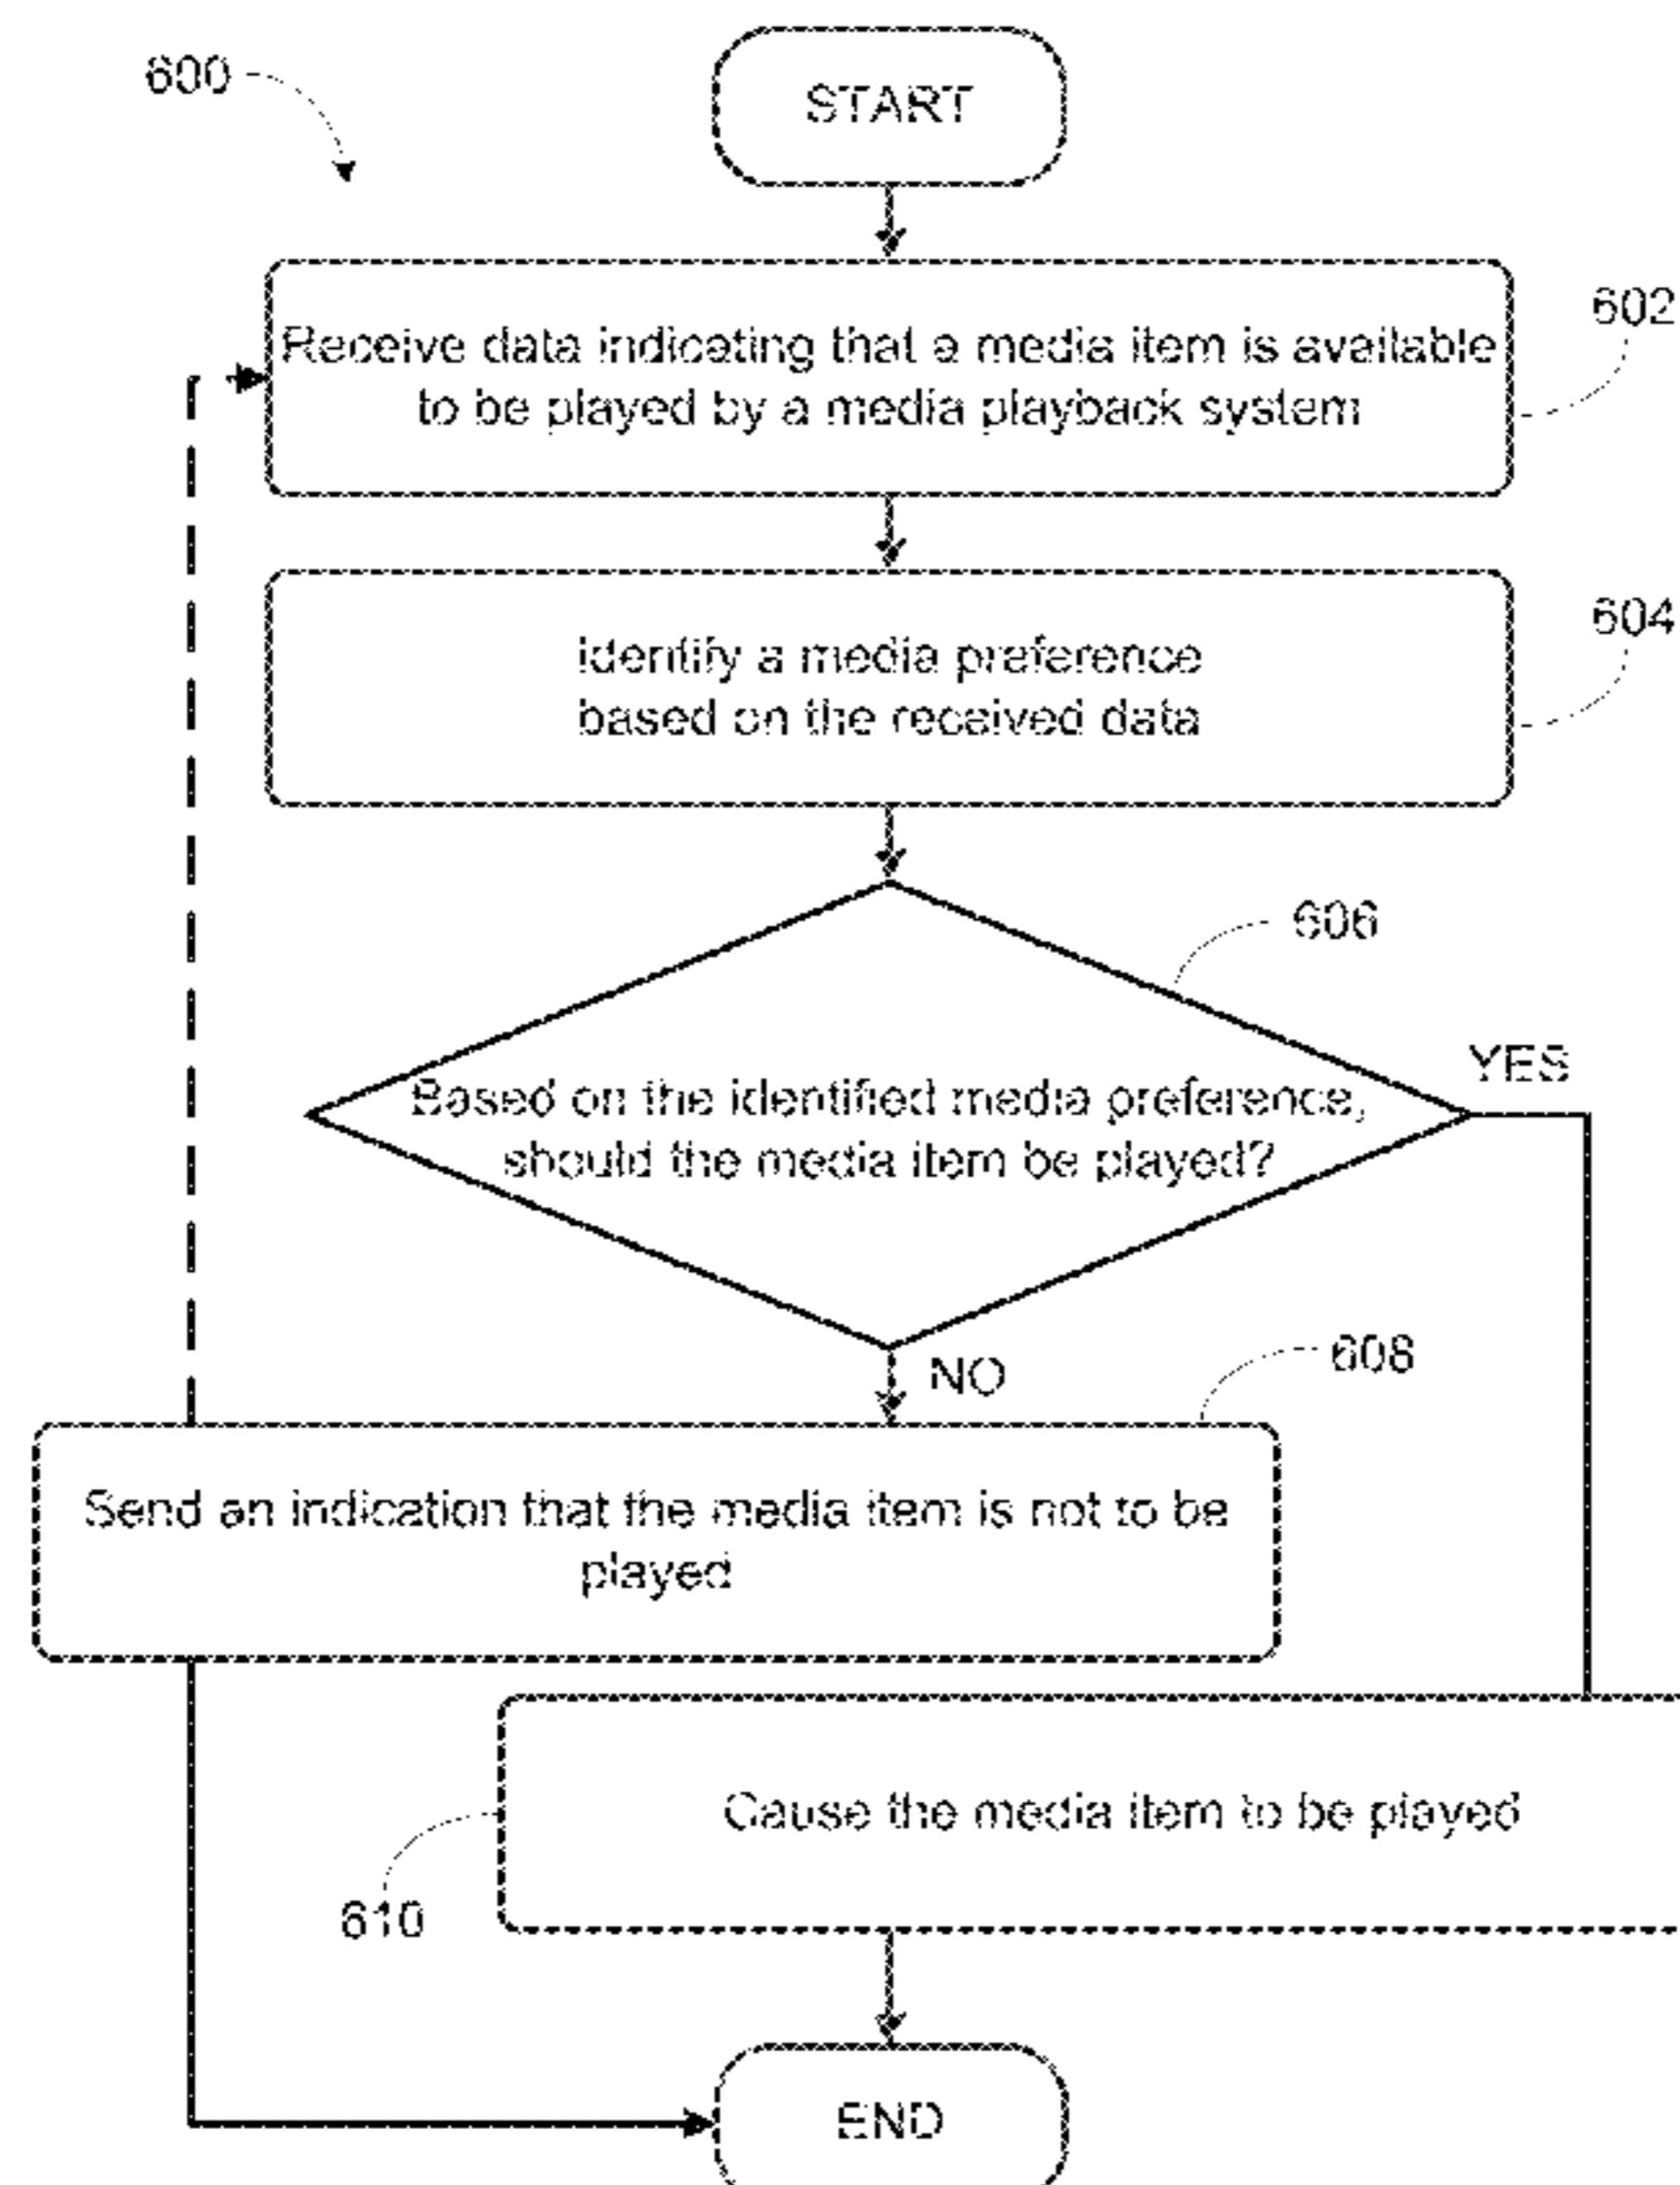 600
START
602
Receive data indicating that a media item is available
to be played by a media playback system
604
Identify a media preference
based on the received data
606
YES
Based on the identified media preference,
should the media item be played?
NO
608
Send an indication that the media item is not to be
played
Cause the media item to be played
610
END